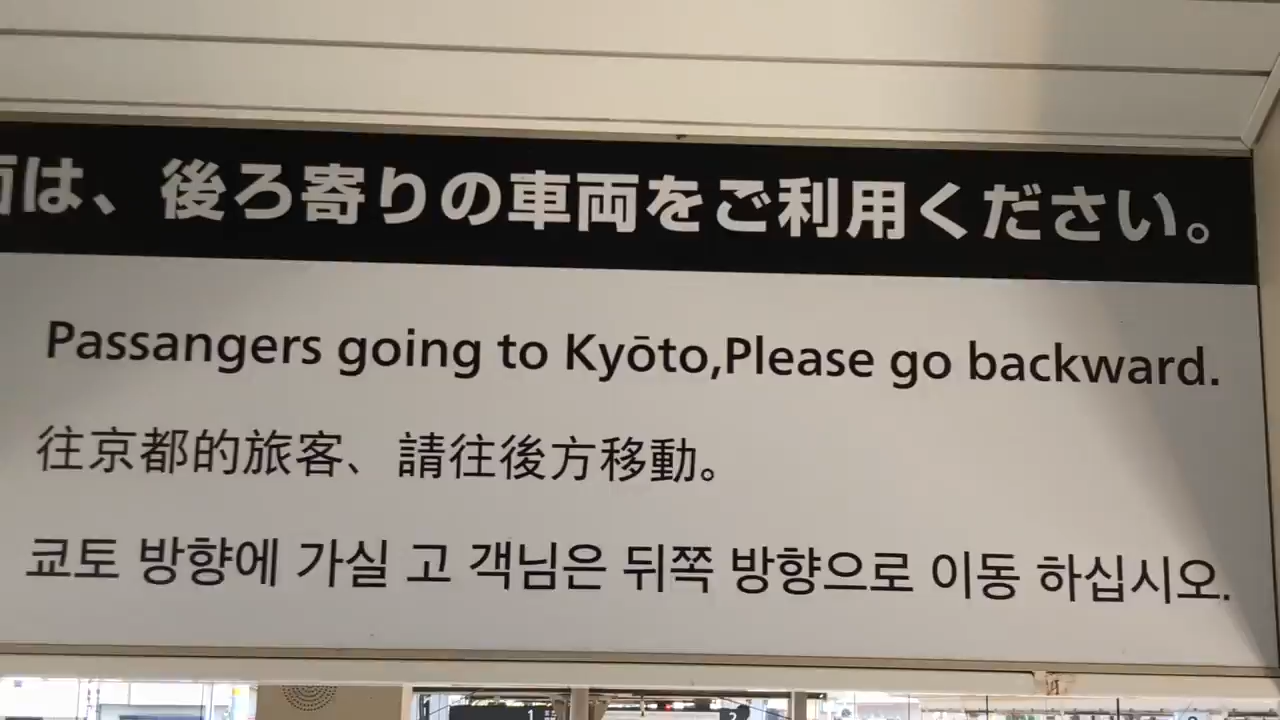 は、後ろ寄りの車両をご利用ください。
Passangers going to Kyōto,Please go backward.
往京都的旅客、請往後方移動。
쿄토 방향에 가실 고 객님은 뒤쪽 방향으로 이동 하십시오.
1
2